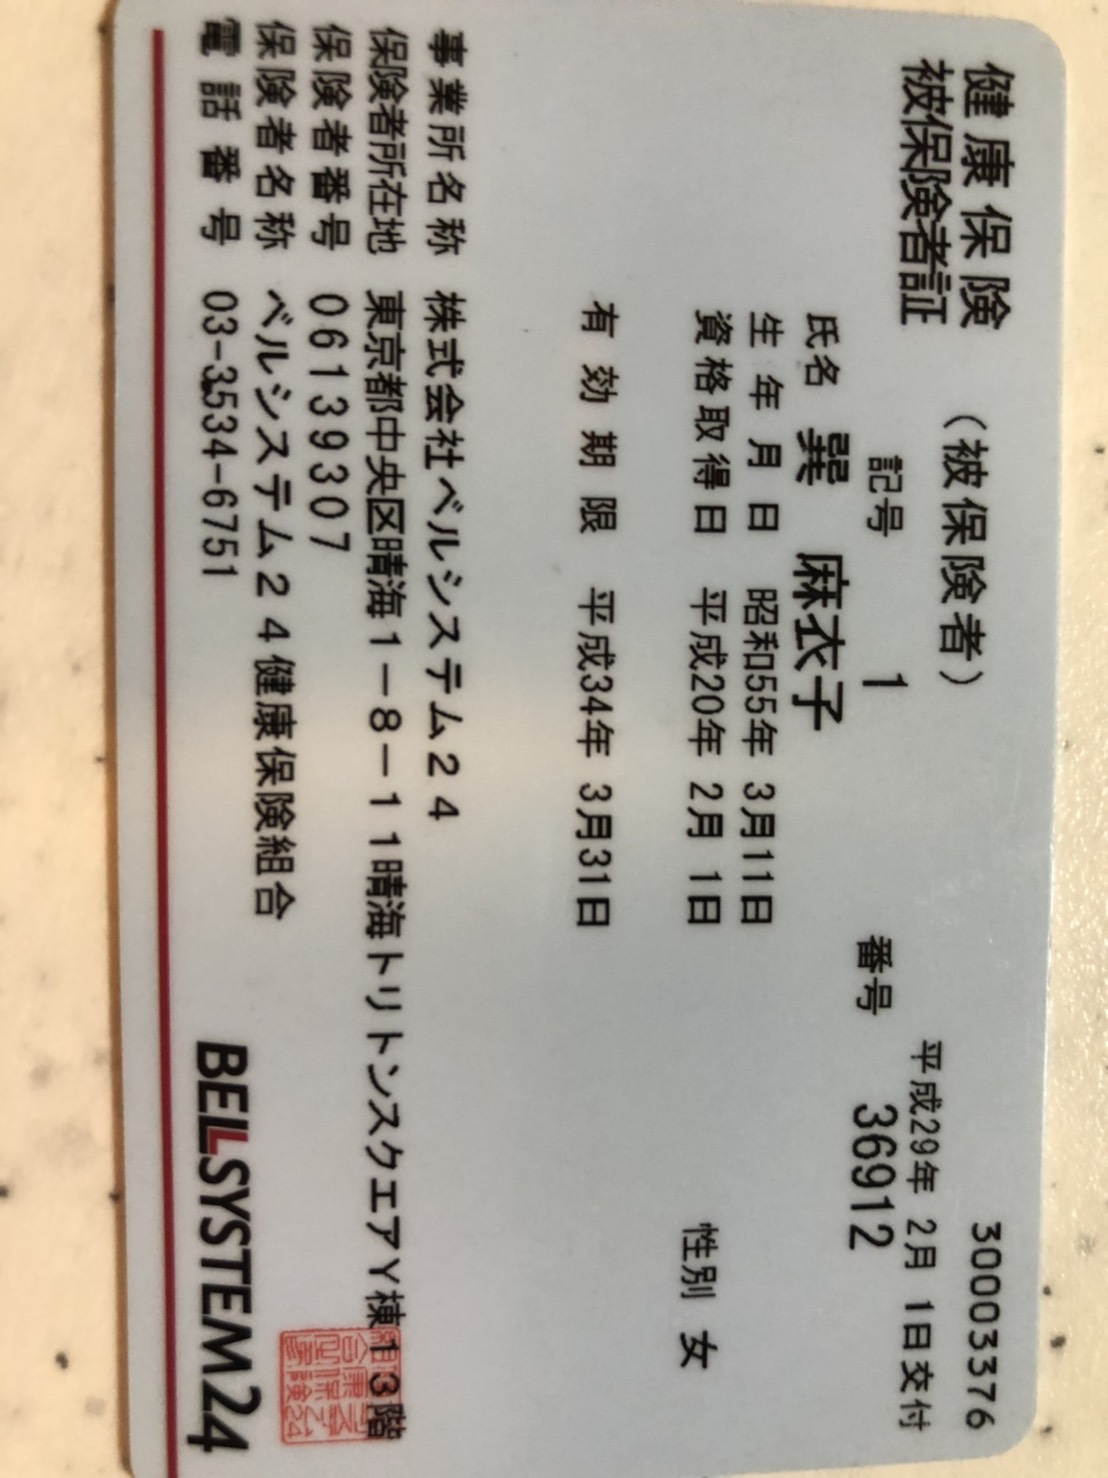 30003376
健康保険
被保険者証
(被保険者)
平成29年 2月 1日交付
記号 1 番号 36912
氏名 巽 麻衣子
生年月日 昭和55年 3月11日
資格取得日 平成20年 2月 1日 性別 女
有効期限 平成34年 3月31日
事業所名称 株式会社ベルシステム24
保険者所在地 東京都中央区晴海1-8-11晴海トリトンスクエアY棟13階
保険者番号 06139307
保険者名称 ベルシステム24健康保険組合
電話番号 03-3534-6751
BELLSYSTEM24